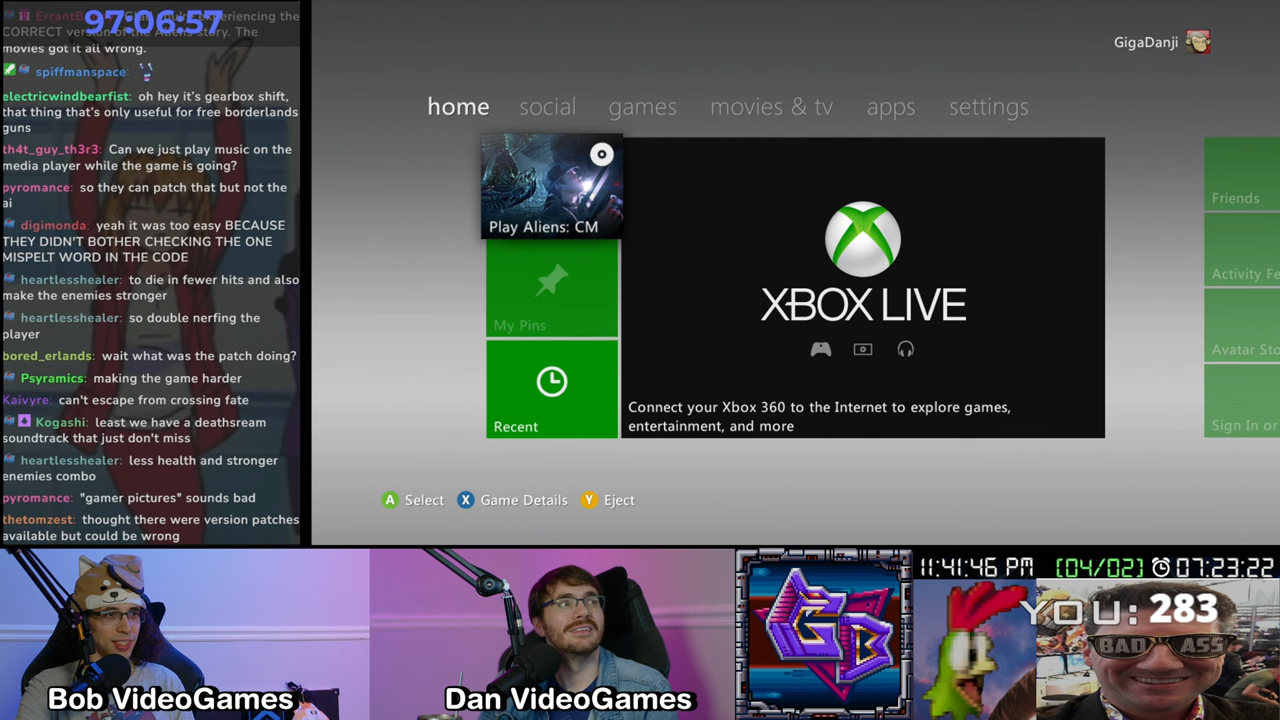 ErrantB
experiencing the
97:06:57
CORRECT version of the Aliens story. The
movies got it all wrong.
spiffmanspace:
electricwindbearfist: oh hey it's gearbox shift,
that thing that's only useful for free borderlands
guns
th4t_guy_th3r3: Can we just play music on the
media player while the game is going?
pyromance: so they can patch that but not the
ai
digimonda: yeah it was too easy BECAUSE
THEY DIDN'T BOTHER CHECKING THE ONE
MISPELT WORD IN THE CODE
heartlesshealer: to die in fewer hits and also
make the enemies stronger
heartlesshealer: so double nerfing the
player
bored_erlands: wait what was the patch doing?
Psyramics: making the game harder
Kaivyre: can't escape from crossing fate
Kogashi: least we have a deathsream
soundtrack that just don't miss
heartlesshealer: less health and stronger
enemies combo
pyromance: "gamer pictures" sounds bad
thetomzest: thought there were version patches
available but could be wrong
GigaDanji
home social games movies & tv apps settings
Play Aliens: CM
My Pins
Recent
XBOX LIVE
Connect your Xbox 360 to the Internet to explore games,
entertainment, and more
Friends
Activity Fe
Avatar Sto
Sign In or
A Select X Game Details Y Eject
Bob VideoGames
Dan VideoGames
GB
11:41:46 PM [04/02] 07:23:22
YOU: 283
BAD ASS